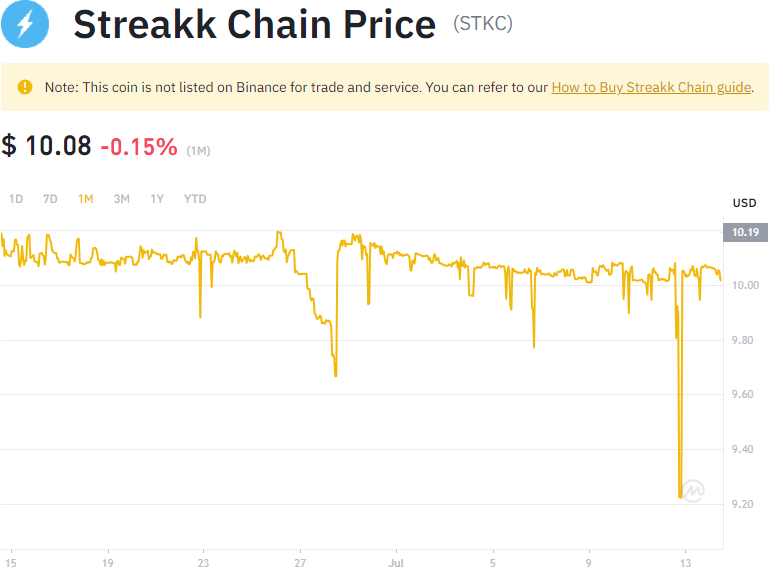 Streakk Chain Price (STKC)
Note: This coin is not listed on Binance for trade and service. You can refer to our How to Buy Streakk Chain guide.
$ 10.08 -0.15% (1M)
1D 7D 1M 3M 1Y YTD
USD
10.19
10.00
9.80
9.60
9.40
9.20
15 19 23 27 Jul 5 9 13